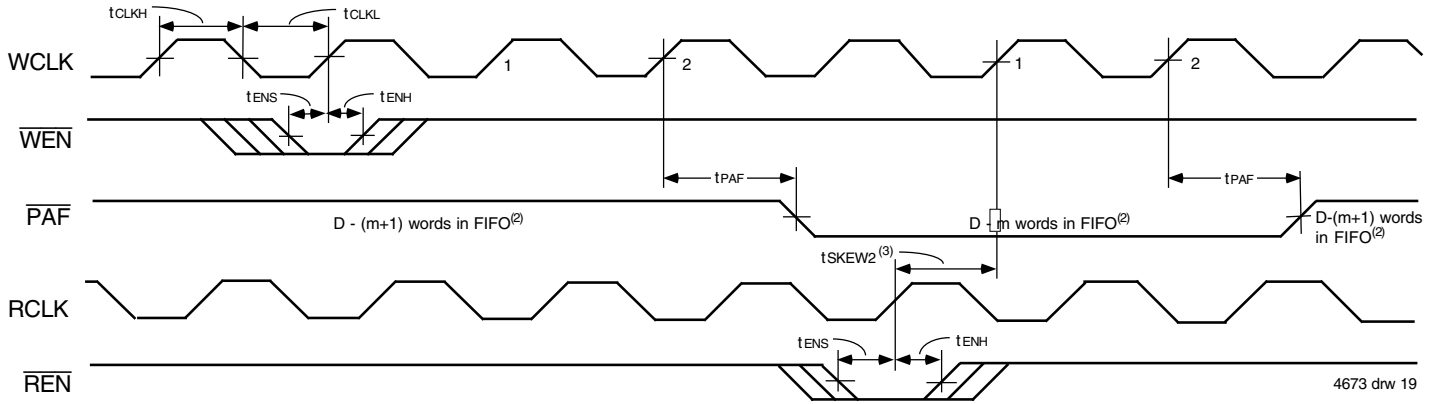 tCLKH
tCLKL
WCLK
1
2
1
2
tENS
tENH
WEN
tPAF
tPAF
PAF
D - (m+1) words in FIFO(2)
D - m words in FIFO(2)
D-(m+1) words
in FIFO(2)
tSKEW2(3)
RCLK
tENS
tENH
REN
4673 drw 19